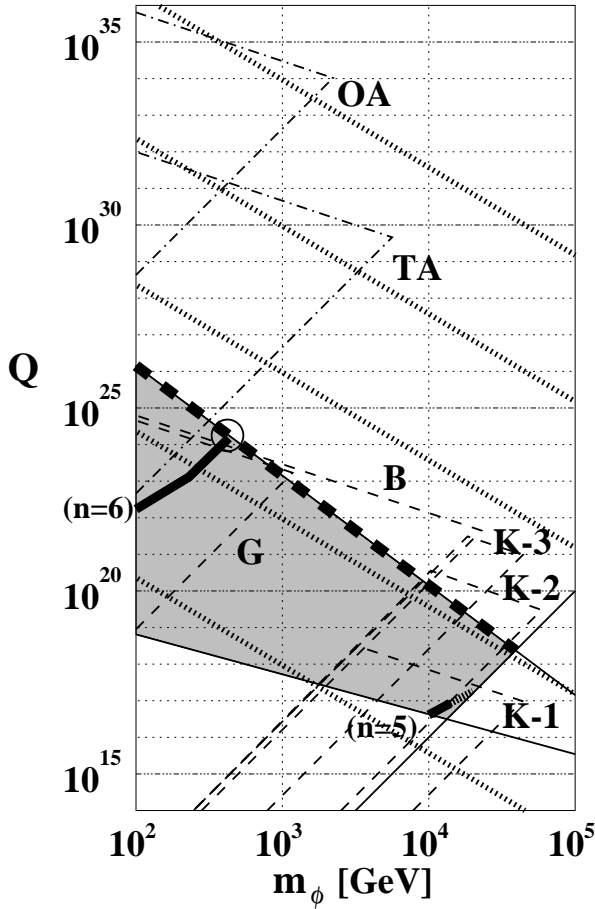 10^35
OA
10^30
TA
Q
10^25
B
(n=6)
K-3
G
10^20
K-2
K-1
(n=5)
10^15
10^2 10^3 10^4 10^5
m_ϕ [GeV]